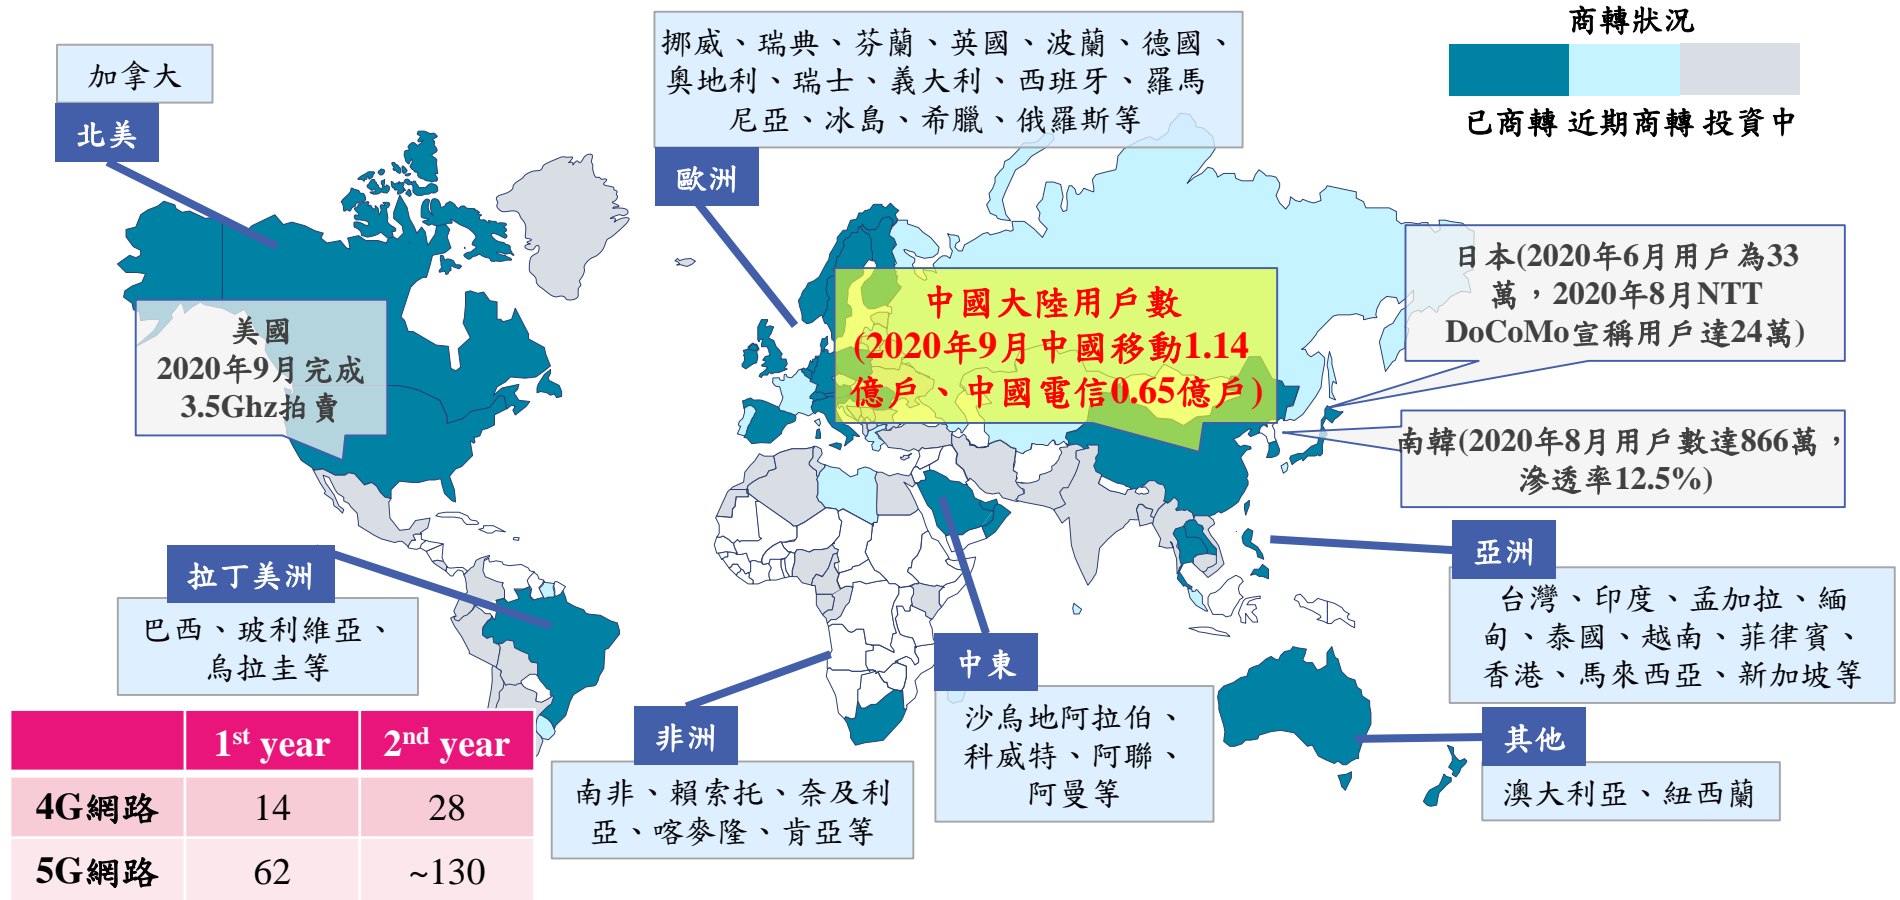 商轉狀況
已商轉 近期商轉 投資中
加拿大
北美
挪威、瑞典、芬蘭、英國、波蘭、德國、
奧地利、瑞士、義大利、西班牙、羅馬
尼亞、冰島、希臘、俄羅斯等
歐洲
美國
2020年9月完成
3.5Ghz拍賣
中國大陸用戶數
(2020年9月中國移動1.14
億戶、中國電信0.65億戶)
日本(2020年6月用戶為33
萬，2020年8月NTT
DoCoMo宣稱用戶達24萬)
南韓(2020年8月用戶數達866萬，
滲透率12.5%)
拉丁美洲
巴西、玻利維亞、
烏拉圭等
亞洲
台灣、印度、孟加拉、緬
甸、泰國、越南、菲律賓、
香港、馬來西亞、新加坡等
中東
沙烏地阿拉伯、
科威特、阿聯、
阿曼等
非洲
南非、賴索托、奈及利
亞、喀麥隆、肯亞等
其他
澳大利亞、紐西蘭
1st year 2nd year
4G網路 14 28
5G網路 62 ~130